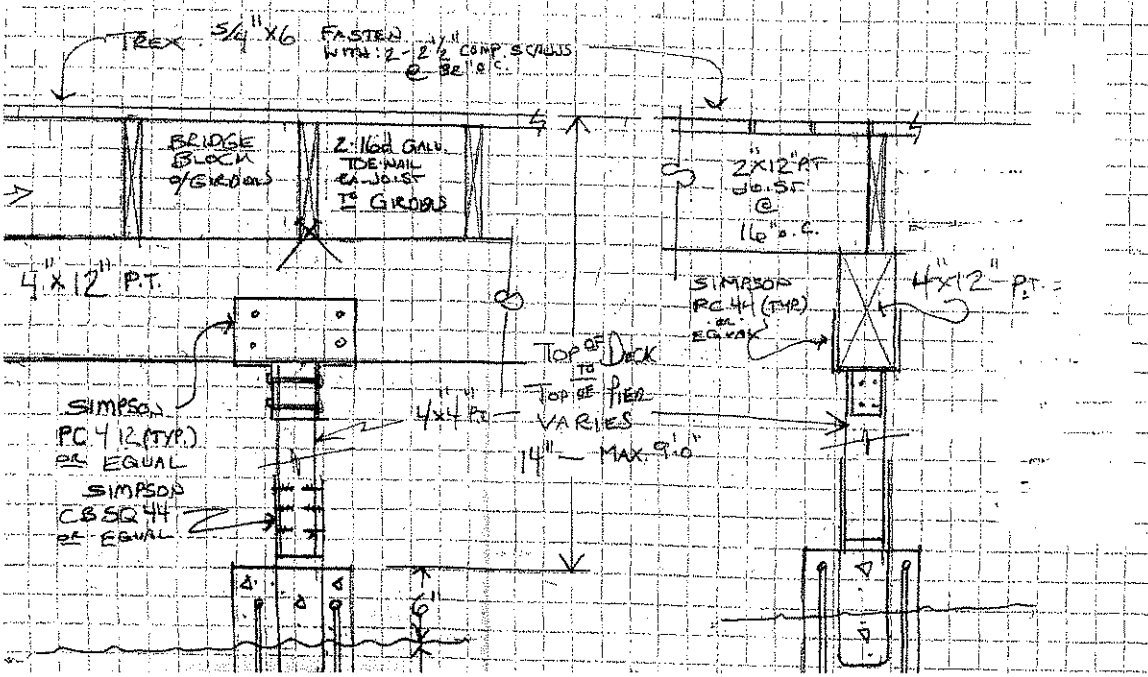 TREX 5/4"X6 FASTEN
WITH 2 - 2 1/2" COMP. SCREWS
BRIDGE
BLOCK
O/GIRDERS
2-16d GALV.
TOE-NAIL
EA-JOIST
TO GIRDERS
2"X12" P.T
JOIST
@
16" O.C.
4"X12" P.T.
SIMPSON
PC 44 (TYP)
OR
EQUAL
4"X12" P.T.
SIMPSON
PC 412 (TYP.)
OR EQUAL
4"X4" P.T.
TOP OF DECK
TO
TOP OF PIER
VARIES
14" — MAX. 9'-0"
SIMPSON
CBSQ 44
OR EQUAL
6"